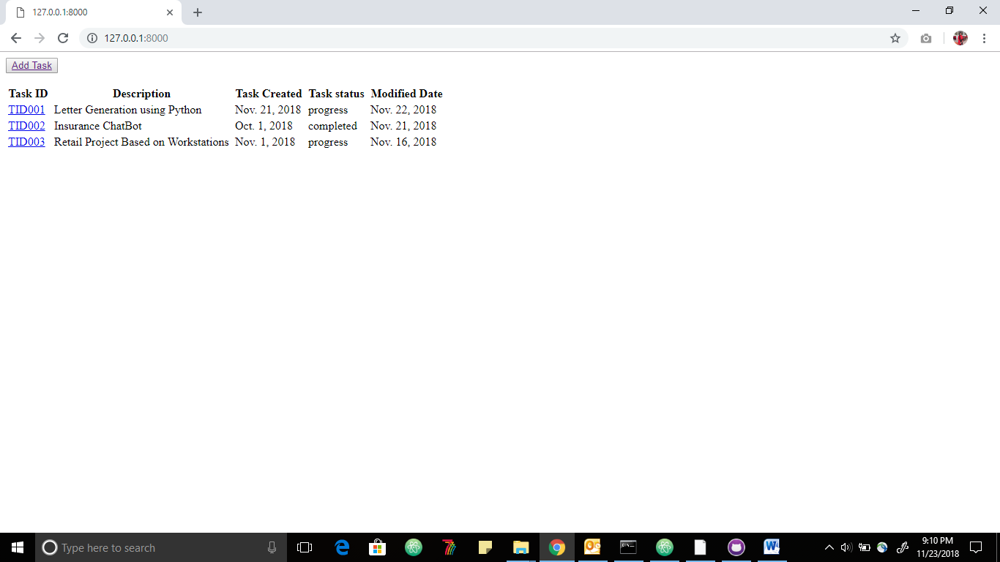 127.0.0.1:8000
127.0.0.1:8000
Add Task
Task ID Description Task Created Task status Modified Date
TID001 Letter Generation using Python Nov. 21, 2018 progress Nov. 22, 2018
TID002 Insurance ChatBot Oct. 1, 2018 completed Nov. 21, 2018
TID003 Retail Project Based on Workstations Nov. 1, 2018 progress Nov. 16, 2018
Type here to search
9:10 PM
11/23/2018